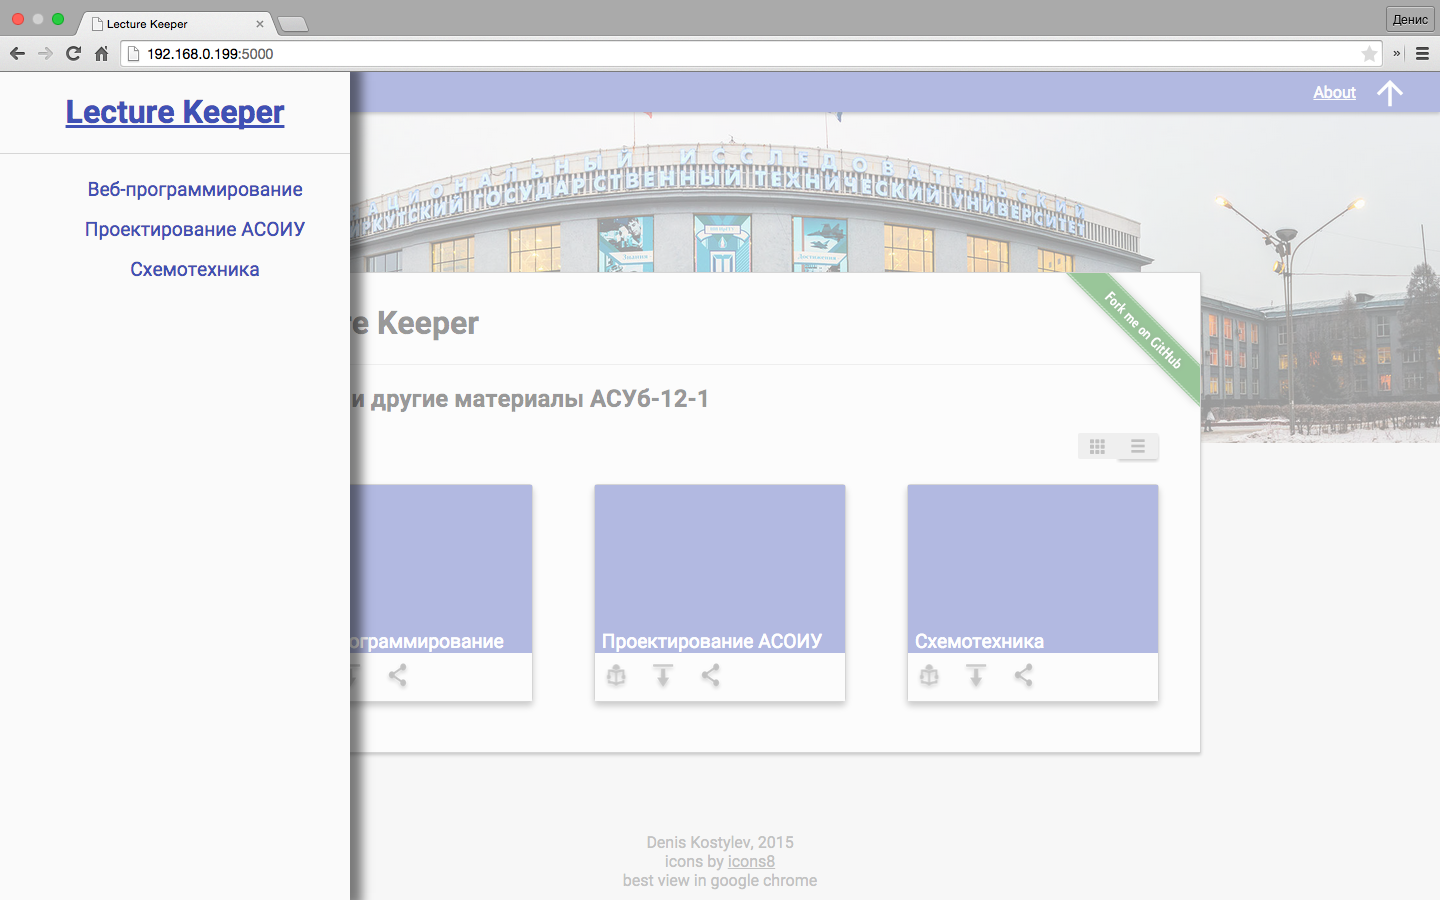 Lecture Keeper
Денис
192.168.0.199:5000
Lecture Keeper
Веб-программирование
Проектирование АСОИУ
Схемотехника
About
АЦИОНАЛЬНЫЙ ИССЛЕДОВАТЕЛЬСКИЙ
ИРКУТСКИЙ ГОСУДАРСТВЕННЫЙ ТЕХНИЧЕСКИЙ УНИВЕРСИТЕТ
Fork me on GitHub
re Keeper
и другие материалы АСУб-12-1
ограммирование
Проектирование АСОИУ
Схемотехника
Denis Kostylev, 2015
icons by icons8
best view in google chrome